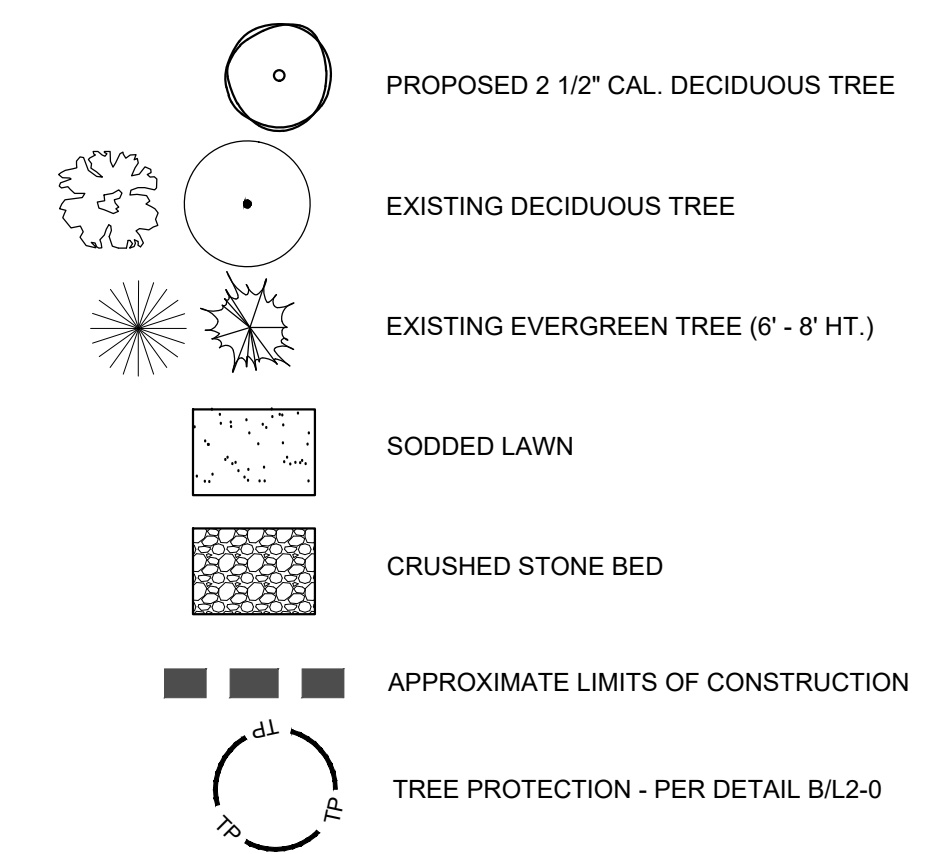 PROPOSED 2 1/2" CAL. DECIDUOUS TREE
EXISTING DECIDUOUS TREE
EXISTING EVERGREEN TREE (6' - 8' HT.)
SODDED LAWN
CRUSHED STONE BED
APPROXIMATE LIMITS OF CONSTRUCTION
TP
TREE PROTECTION - PER DETAIL B/L2-0
TP
TP